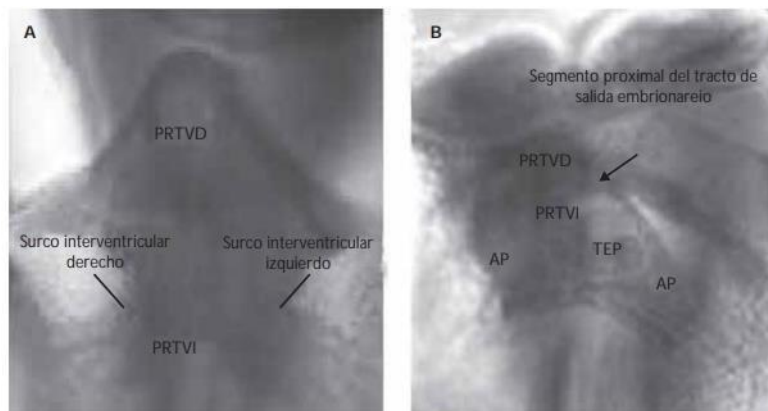 A
PRTVD
Surco interventricular
derecho
Surco interventricular
izquierdo
PRTVI
B
Segmento proximal del tracto de
salida embrionareio
PRTVD
PRTVI
AP
TEP
AP